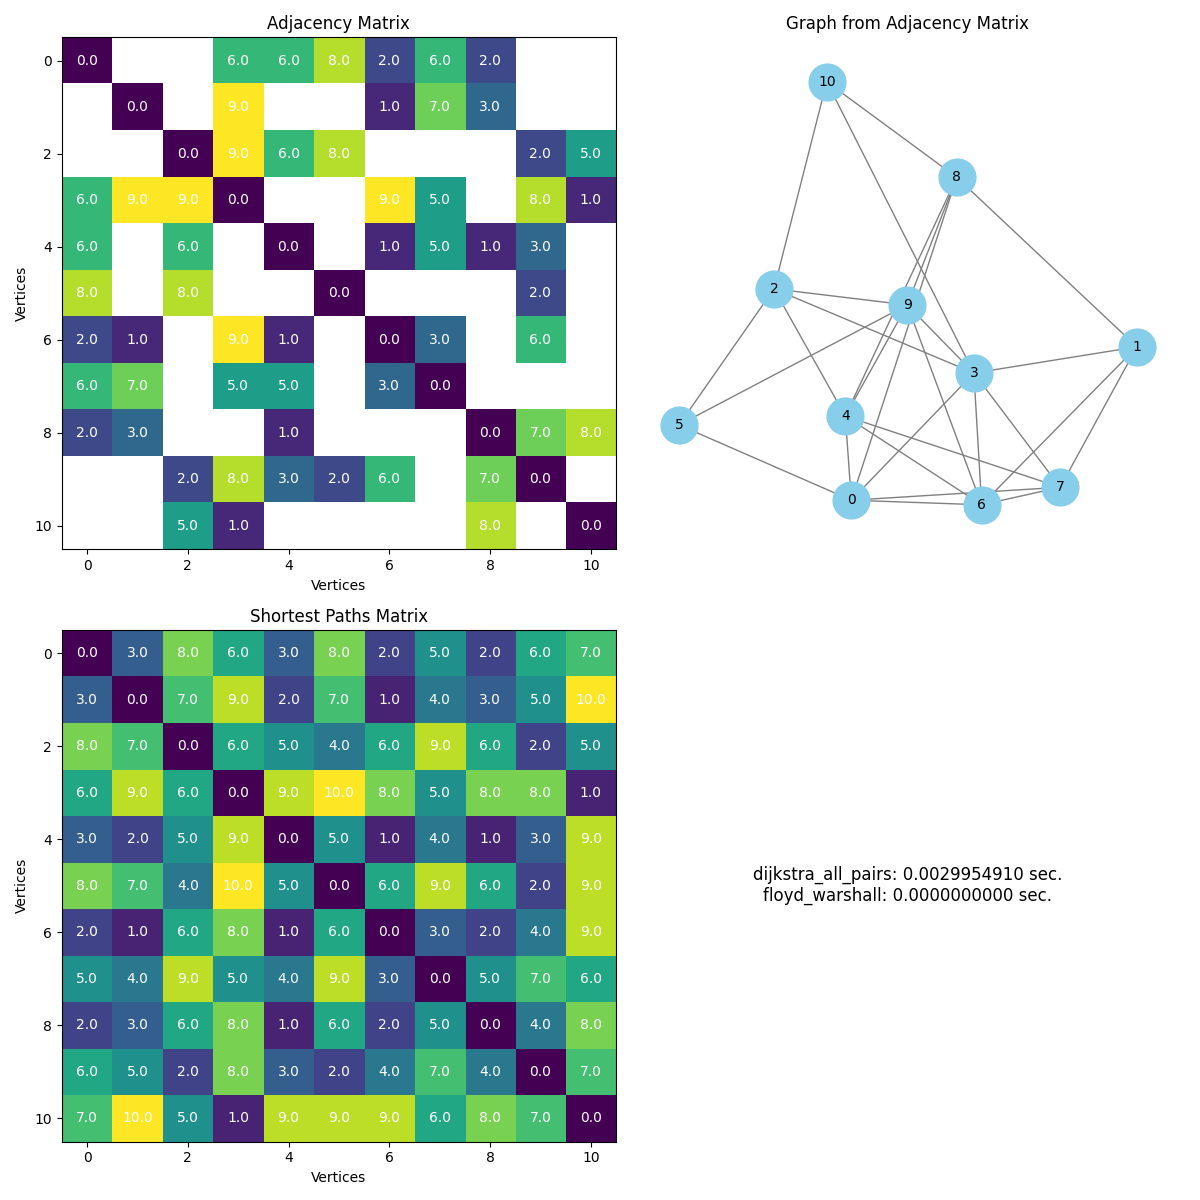 Adjacency Matrix
0 0.0 6.0 6.0 8.0 2.0 6.0 2.0
0.0 9.0 1.0 7.0 3.0
2 0.0 9.0 6.0 8.0 2.0 5.0
6.0 9.0 9.0 0.0 9.0 5.0 8.0 1.0
4 6.0 6.0 0.0 1.0 5.0 1.0 3.0
8.0 8.0 0.0 2.0
6 2.0 1.0 9.0 1.0 0.0 3.0 6.0
6.0 7.0 5.0 5.0 3.0 0.0
8 2.0 3.0 1.0 0.0 7.0 8.0
2.0 8.0 3.0 2.0 6.0 7.0 0.0
10 5.0 1.0 8.0 0.0
0 2 4 6 8 10
Vertices
Vertices
Graph from Adjacency Matrix
10
8
2
9
1
3
4
5
7
0
6
Shortest Paths Matrix
0 0.0 3.0 8.0 6.0 3.0 8.0 2.0 5.0 2.0 6.0 7.0
3.0 0.0 7.0 9.0 2.0 7.0 1.0 4.0 3.0 5.0 10.0
2 8.0 7.0 0.0 6.0 5.0 4.0 6.0 9.0 6.0 2.0 5.0
6.0 9.0 6.0 0.0 9.0 10.0 8.0 5.0 8.0 8.0 1.0
4 3.0 2.0 5.0 9.0 0.0 5.0 1.0 4.0 1.0 3.0 9.0
8.0 7.0 4.0 10.0 5.0 0.0 6.0 9.0 6.0 2.0 9.0
6 2.0 1.0 6.0 8.0 1.0 6.0 0.0 3.0 2.0 4.0 9.0
5.0 4.0 9.0 5.0 4.0 9.0 3.0 0.0 5.0 7.0 6.0
8 2.0 3.0 6.0 8.0 1.0 6.0 2.0 5.0 0.0 4.0 8.0
6.0 5.0 2.0 8.0 3.0 2.0 4.0 7.0 4.0 0.0 7.0
10 7.0 10.0 5.0 1.0 9.0 9.0 9.0 6.0 8.0 7.0 0.0
0 2 4 6 8 10
Vertices
Vertices
dijkstra_all_pairs: 0.0029954910 sec.
floyd_warshall: 0.0000000000 sec.